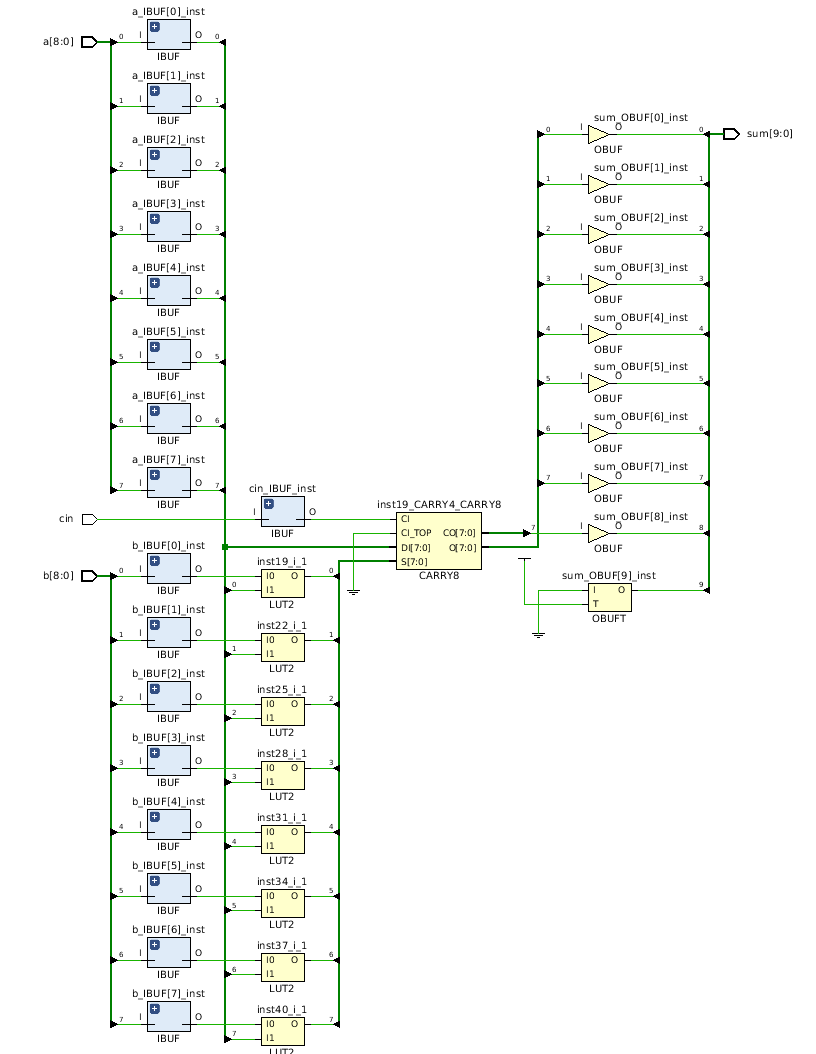 a_IBUF[0]_inst
a[8:0]
0 I O 0
IBUF
a_IBUF[1]_inst
1 I O 1
IBUF
a_IBUF[2]_inst
2 I O 2
IBUF
a_IBUF[3]_inst
3 I O 3
IBUF
a_IBUF[4]_inst
4 I O 4
IBUF
a_IBUF[5]_inst
5 I O 5
IBUF
a_IBUF[6]_inst
6 I O 6
IBUF
a_IBUF[7]_inst
7 I O 7
IBUF
cin
cin_IBUF_inst
I O
IBUF
b_IBUF[0]_inst
b[8:0]
0 I O
IBUF
b_IBUF[1]_inst
1 I O
IBUF
b_IBUF[2]_inst
2 I O
IBUF
b_IBUF[3]_inst
3 I O
IBUF
b_IBUF[4]_inst
4 I O
IBUF
b_IBUF[5]_inst
5 I O
IBUF
b_IBUF[6]_inst
6 I O
IBUF
b_IBUF[7]_inst
7 I O
IBUF
inst19_i_1
I0 O 0
0 I1
LUT2
inst22_i_1
I0 O 1
1 I1
LUT2
inst25_i_1
I0 O 2
2 I1
LUT2
inst28_i_1
I0 O 3
3 I1
LUT2
inst31_i_1
I0 O 4
4 I1
LUT2
inst34_i_1
I0 O 5
5 I1
LUT2
inst37_i_1
I0 O 6
6 I1
LUT2
inst40_i_1
I0 O 7
7 I1
LUT2
inst19_CARRY4_CARRY8
CI
CI_TOP CO[7:0] 7
DI[7:0] O[7:0]
S[7:0]
CARRY8
sum_OBUF[0]_inst
0 I O 0
OBUF
sum[9:0]
sum_OBUF[1]_inst
1 I O 1
OBUF
sum_OBUF[2]_inst
2 I O 2
OBUF
sum_OBUF[3]_inst
3 I O 3
OBUF
sum_OBUF[4]_inst
4 I O 4
OBUF
sum_OBUF[5]_inst
5 I O 5
OBUF
sum_OBUF[6]_inst
6 I O 6
OBUF
sum_OBUF[7]_inst
7 I O 7
OBUF
sum_OBUF[8]_inst
I O 8
OBUF
sum_OBUF[9]_inst
I O 9
T
OBUFT